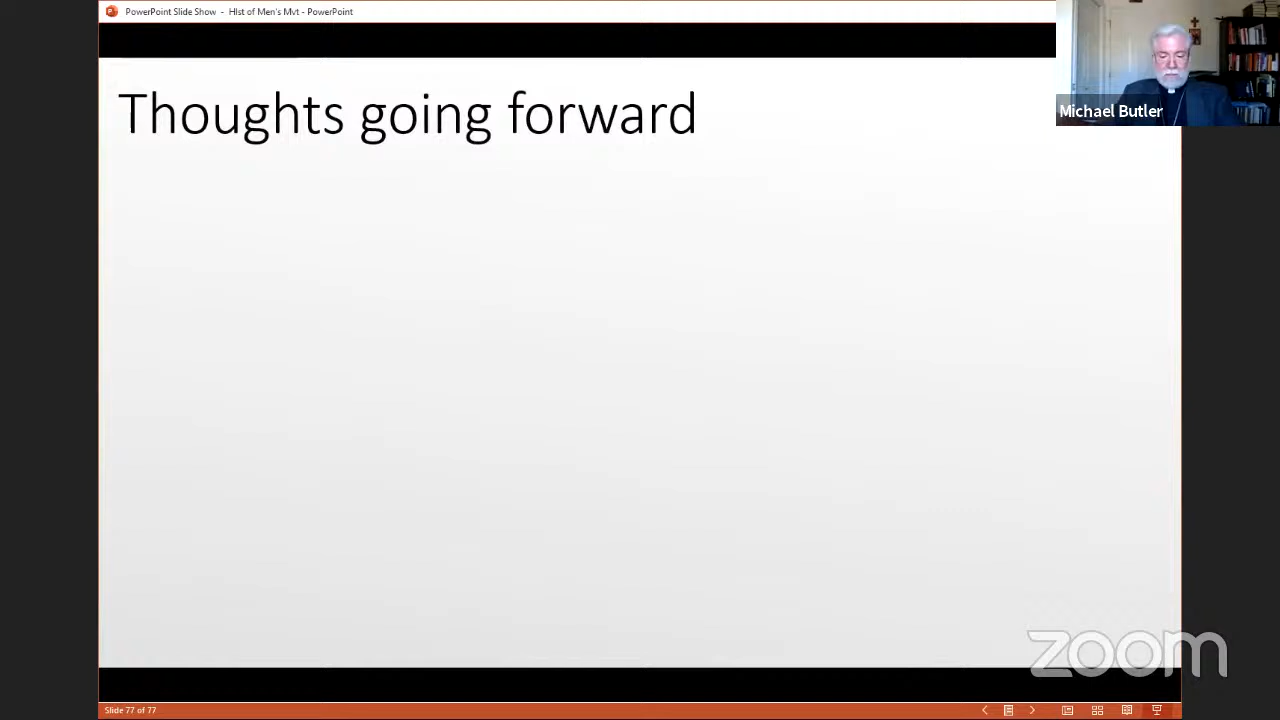 PowerPoint Slide Show - Hist of Men's Mvt - PowerPoint
Michael Butler
Thoughts going forward
zoom
Slide 77 of 77